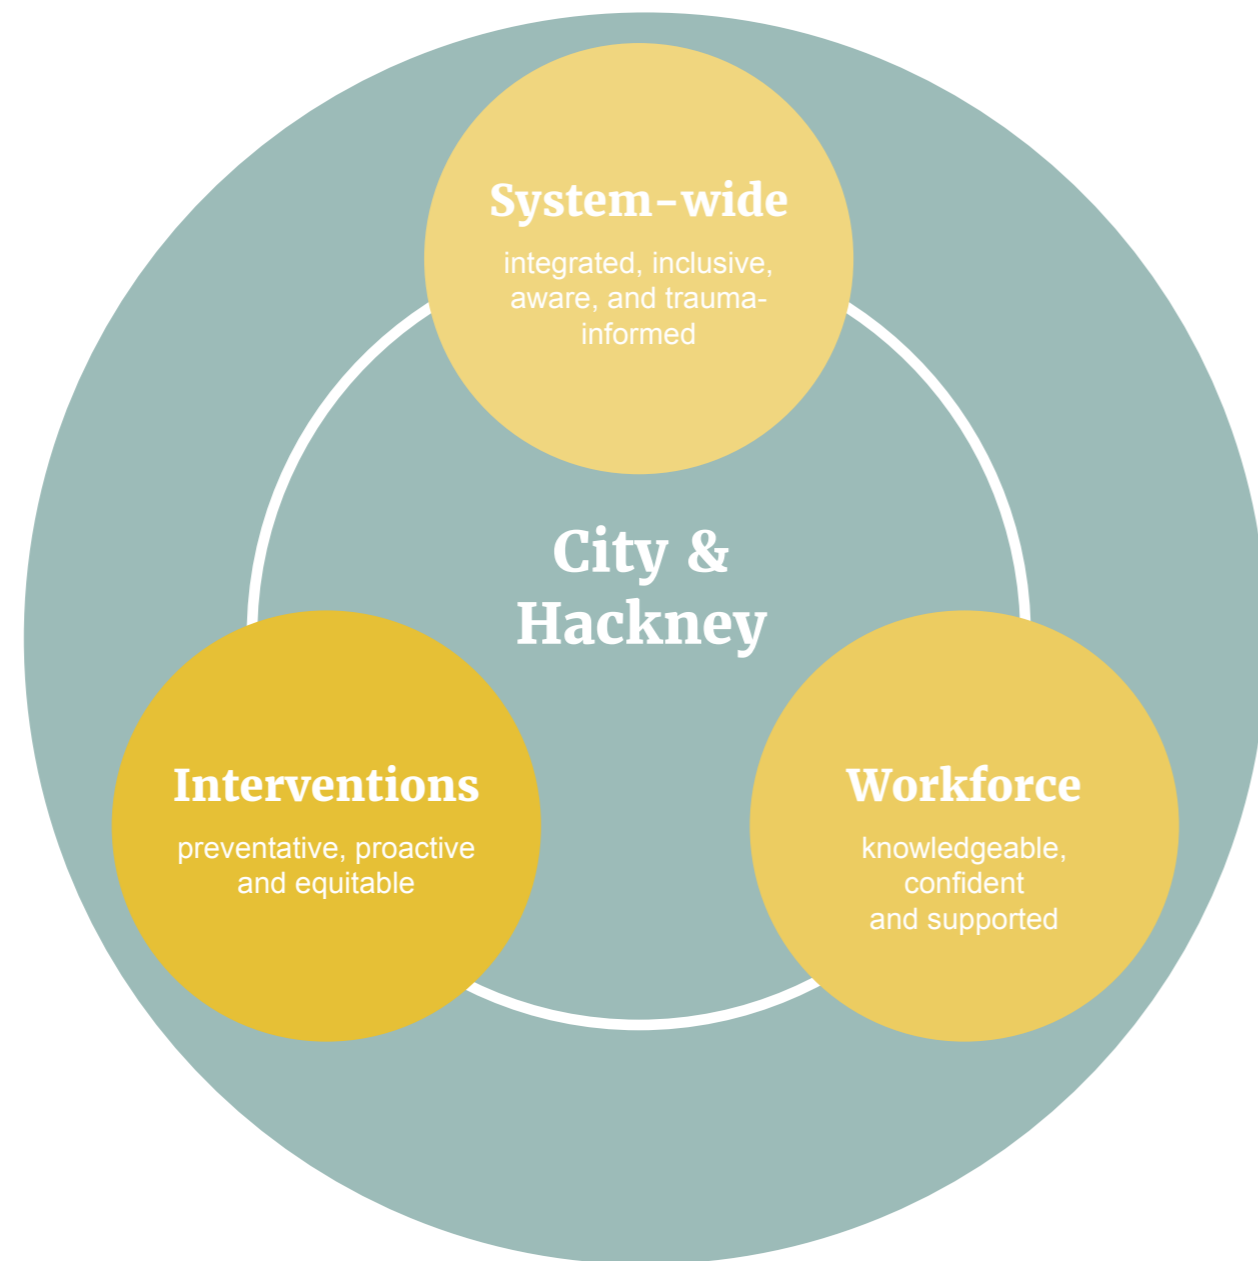 System-wide
integrated, inclusive,
aware, and trauma-
informed
City &
Hackney
Interventions
preventative, proactive
and equitable
Workforce
knowledgeable,
confident
and supported